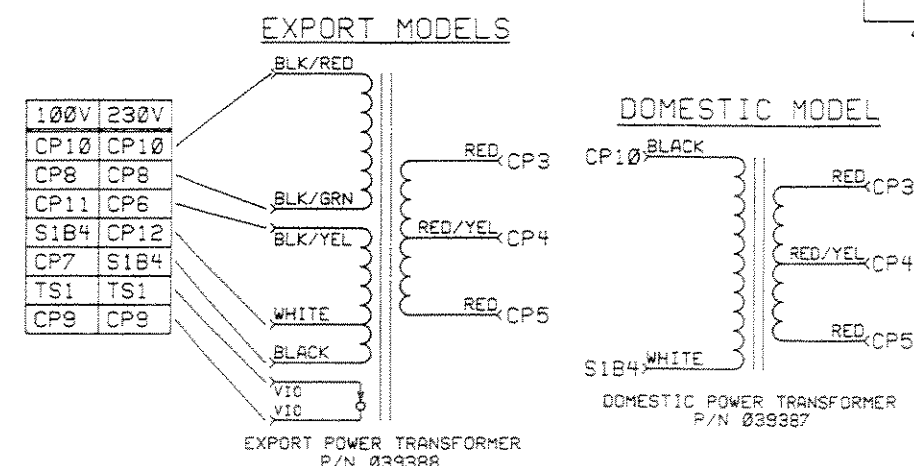 EXPORT MODELS
BLK/RED
100V 230V
CP10 CP10
CP8 CP8
CP11 CP6
S1B4 CP12
CP7 S1B4
TS1 TS1
CP9 CP9
BLK/GRN
BLK/YEL
WHITE
BLACK
VIO
VIO
RED CP3
RED/YEL CP4
RED CP5
EXPORT POWER TRANSFORMER
P/N 039388
DOMESTIC MODEL
CP10 BLACK
S1B4 WHITE
RED CP3
RED/YEL CP4
RED CP5
DOMESTIC POWER TRANSFORMER
P/N 039387